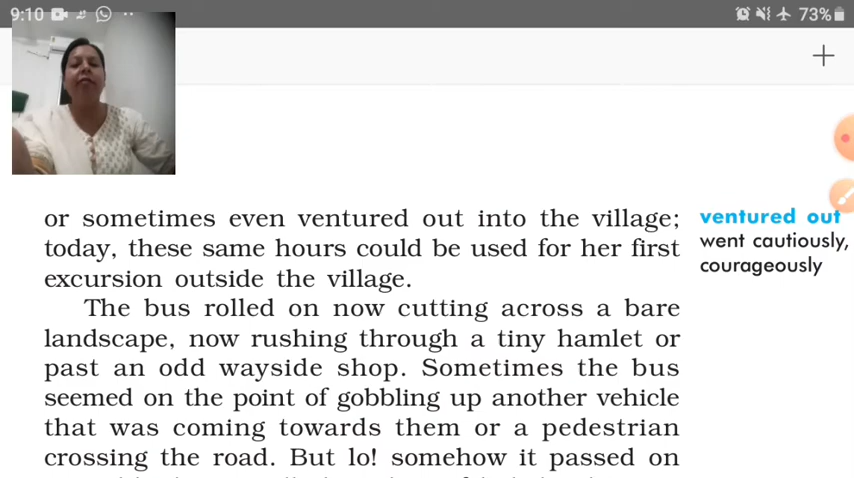 9:10
73%
or sometimes even ventured out into the village;
today, these same hours could be used for her first
excursion outside the village.
The bus rolled on now cutting across a bare
landscape, now rushing through a tiny hamlet or
past an odd wayside shop. Sometimes the bus
seemed on the point of gobbling up another vehicle
that was coming towards them or a pedestrian
crossing the road. But lo! somehow it passed on
ventured out
went cautiously,
courageously